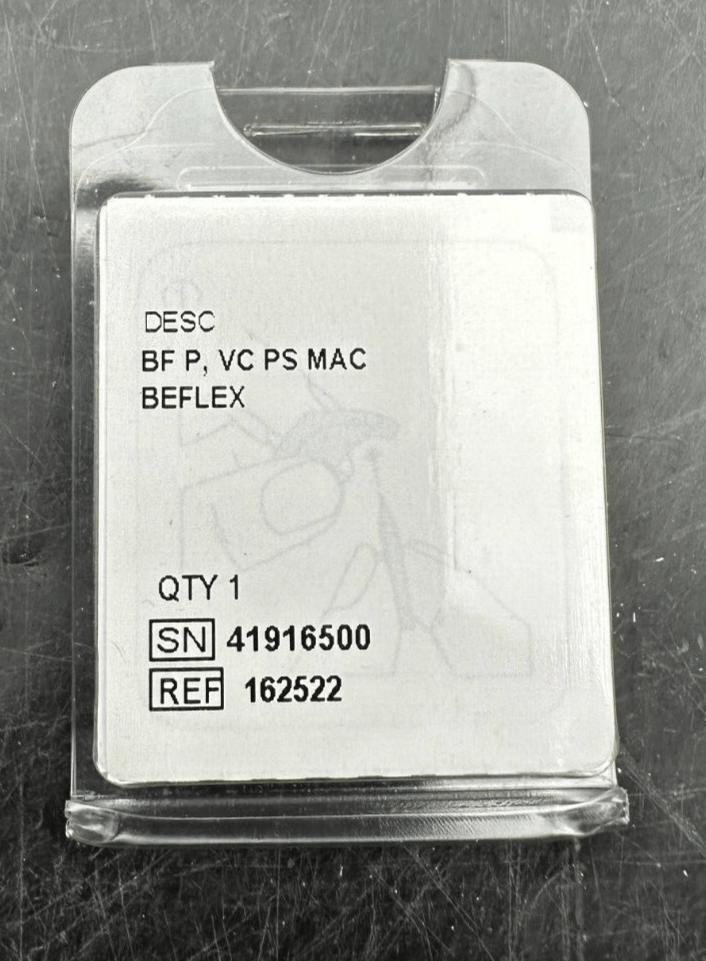 DESC
BF P, VC PS MAC
BEFLEX
QTY 1
SN 41916500
REF 162522